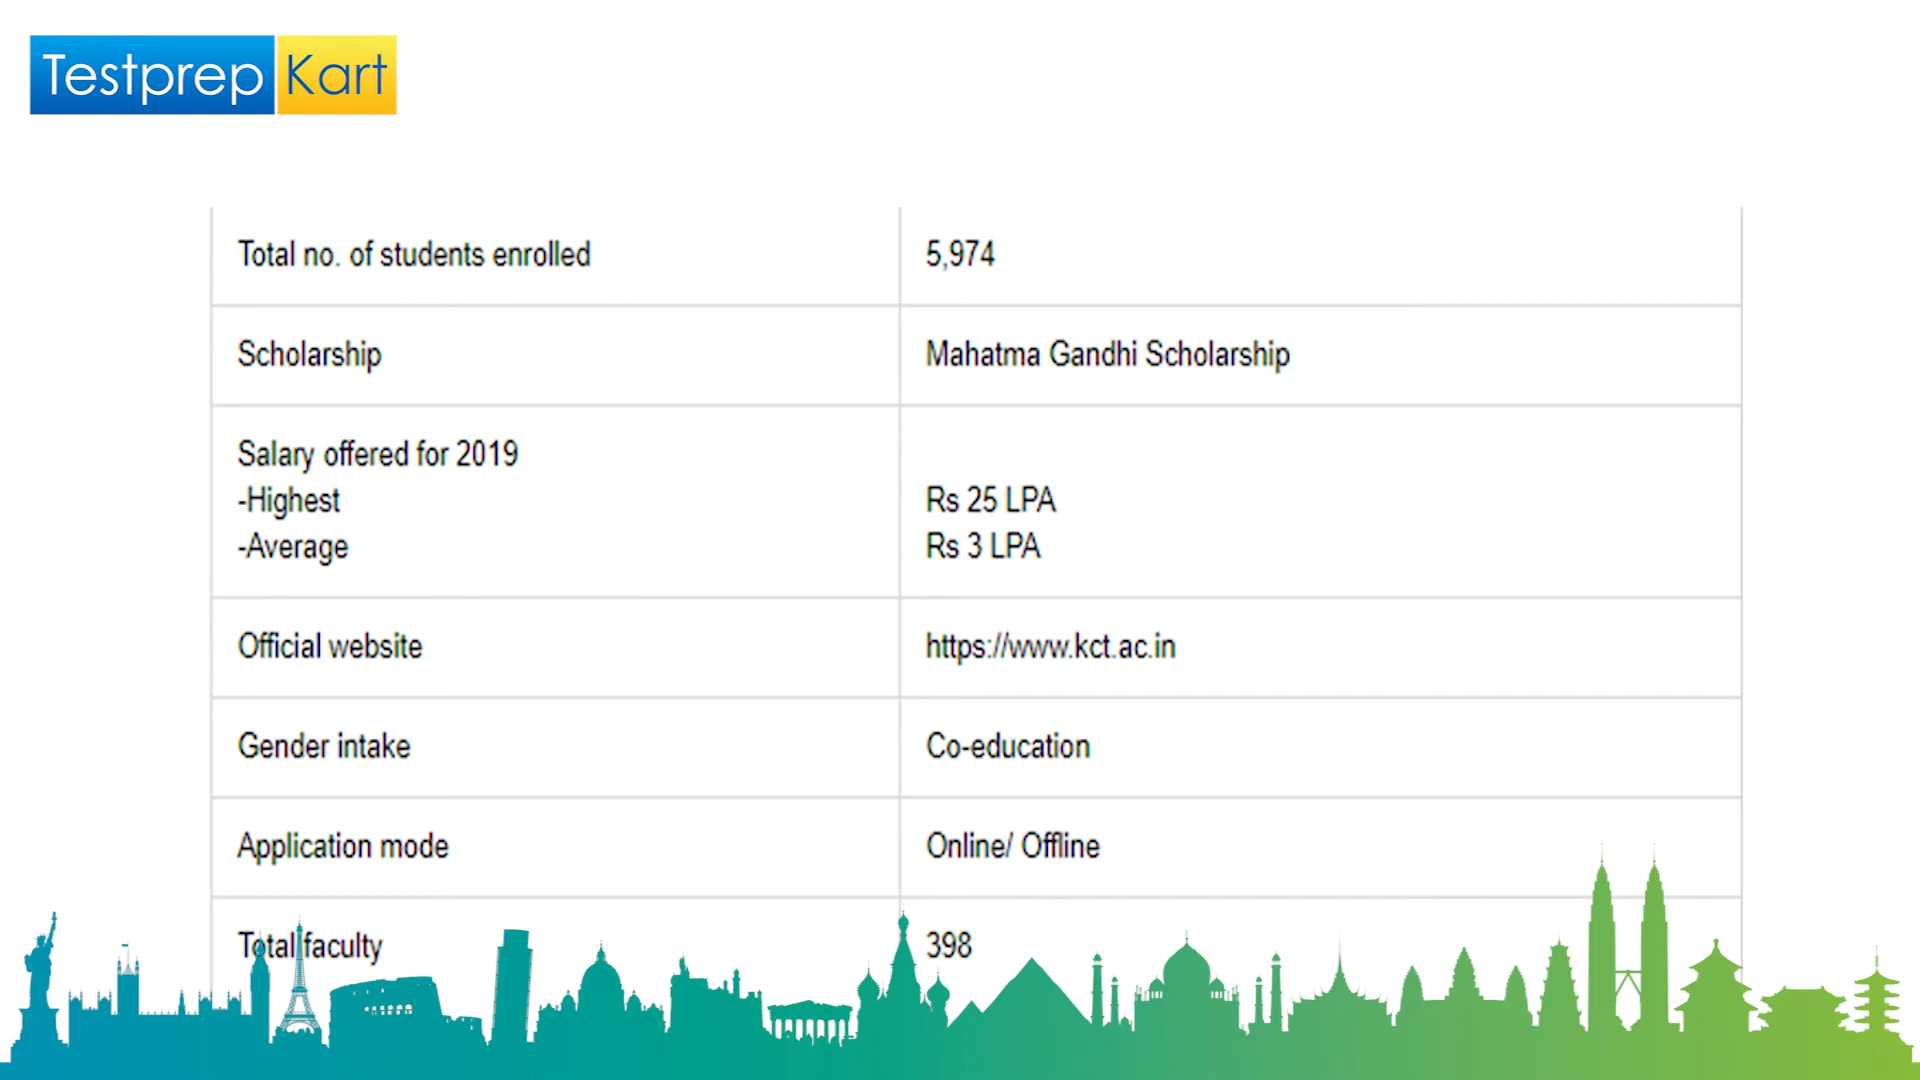 Testprep Kart
Total no. of students enrolled 5,974
Scholarship Mahatma Gandhi Scholarship
Salary offered for 2019
-Highest Rs 25 LPA
-Average Rs 3 LPA
Official website https://www.kct.ac.in
Gender intake Co-education
Application mode Online/ Offline
Total faculty 398